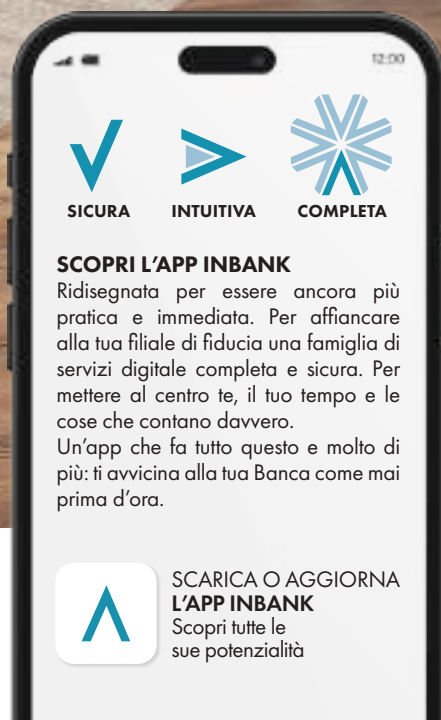 12:00
SICURA INTUITIVA COMPLETA
SCOPRI L'APP INBANK
Ridisegnata per essere ancora più
pratica e immediata. Per affiancare
alla tua filiale di fiducia una famiglia di
servizi digitale completa e sicura. Per
mettere al centro te, il tuo tempo e le
cose che contano davvero.
Un'app che fa tutto questo e molto di
più: ti avvicina alla tua Banca come mai
prima d'ora.
SCARICA O AGGIORNA
L'APP INBANK
Scopri tutte le
sue potenzialità